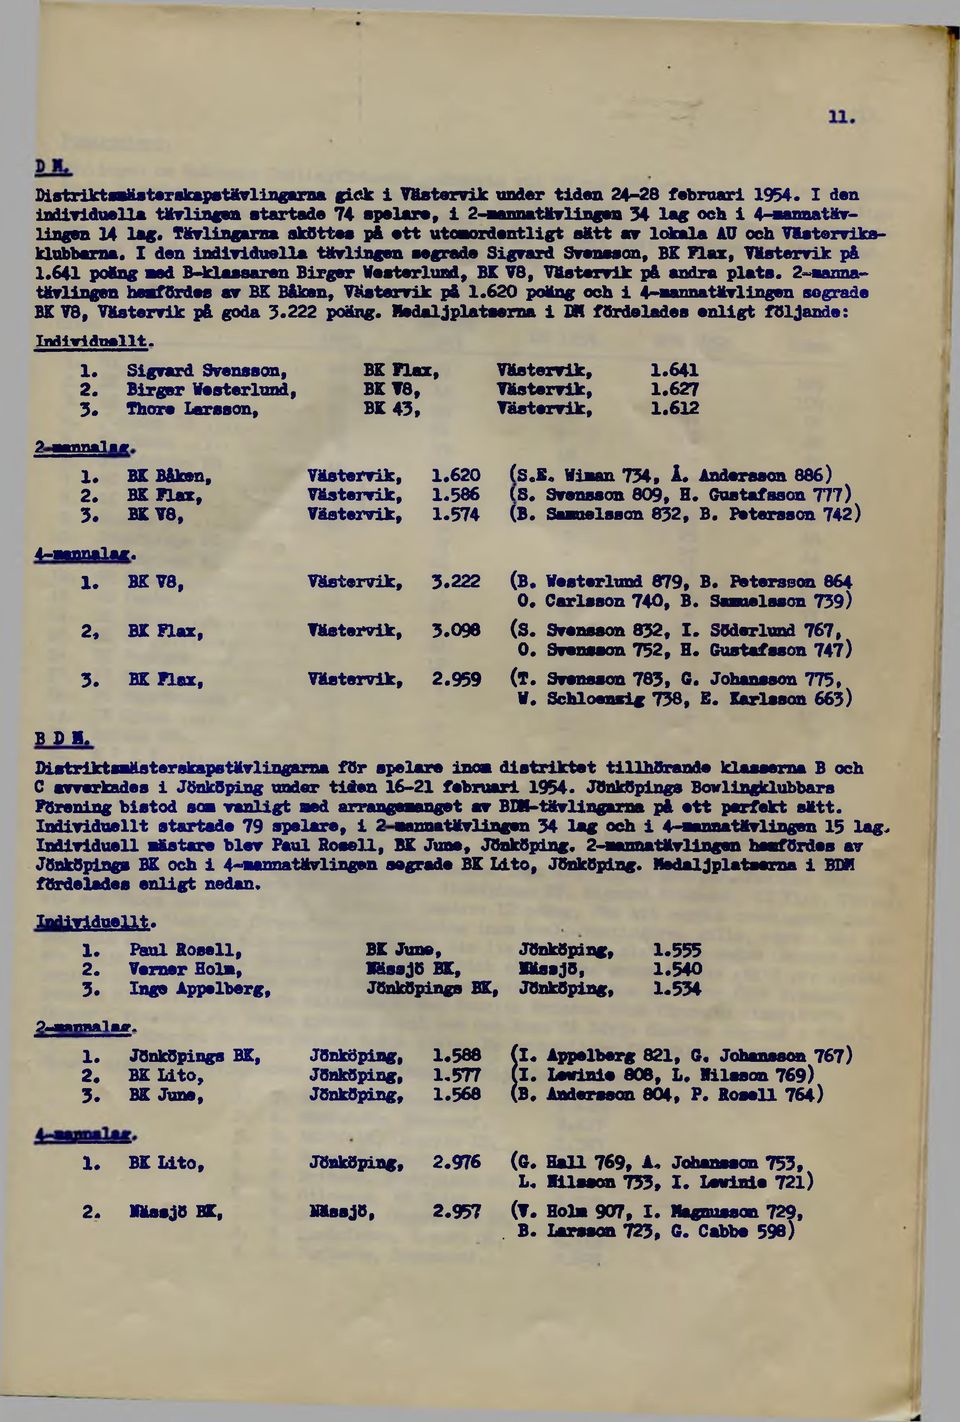 11.
D M.
Distriktsmästerskapstävlingarna gick i Västervik under tiden 24-28 februari 1954. I den
individuella tävlingen startade 74 spelare, i 2-mannatävlingen 34 lag och i 4-mannatäv-
lingen 14 lag. Tävlingarna sköttes på ett utomordentligt sätt av lokala AU och Västerviks-
klubbarna. I den individuella tävlingen segrade Sigvard Svensson, BK Flax, Västervik på
1.641 poäng med B-klassaren Birger Westerlund, BK V8, Västervik på andra plats. 2-manna-
tävlingen hemfördes av BK Båken, Västervik på 1.620 poäng och i 4-mannatävlingen segrade
BK V8, Västervik på goda 3.222 poäng. Medaljplatserna i DM fördelades enligt följande:
Individuellt.
1. Sigvard Svensson, BK Flax, Västervik, 1.641
2. Birger Westerlund, BK V8, Västervik, 1.627
3. Thore Larsson, BK 43, Västervik, 1.612
2-mannalag.
1. BK Båken, Västervik, 1.620 (S.E. Wiman 734, Å. Andersson 886)
2. BK Flax, Västervik, 1.586 (S. Svensson 809, H. Gustafsson 777)
3. BK V8, Västervik, 1.574 (B. Samuelsson 832, B. Petersson 742)
4-mannalag.
1. BK V8, Västervik, 3.222 (B. Westerlund 879, B. Petersson 864
O. Carlsson 740, B. Samuelsson 739)
2, BK Flax, Västervik, 3.098 (S. Svensson 832, I. Söderlund 767,
O. Svensson 752, H. Gustafsson 747)
3. BK Flax, Västervik, 2.959 (T. Svensson 783, G. Johansson 775,
W. Schloensig 738, E. Karlsson 663)
B D M.
Distriktsmästerskapstävlingarna för spelare inom distriktet tillhörande klasserna B och
C avverkades i Jönköping under tiden 16-21 februari 1954. Jönköpings Bowlingklubbars
Förening bistod som vanligt med arrangemanget av BDM-tävlingarna på ett perfekt sätt.
Individuellt startade 79 spelare, i 2-mannatävlingen 34 lag och i 4-mannatävlingen 15 lag.
Individuell mästare blev Paul Rosell, BK June, Jönköping. 2-mannatävlingen hemfördes av
Jönköpings BK och i 4-mannatävlingen segrade BK Lito, Jönköping. Medaljplatserna i BDM
fördelades enligt nedan.
Individuellt.
1. Paul Rosell, BK June, Jönköping, 1.555
2. Verner Holm, Nässjö BK, Nässjö, 1.540
3. Inge Appelberg, Jönköpings BK, Jönköping, 1.534
2-mannalag.
1. Jönköpings BK, Jönköping, 1.588 (I. Appelberg 821, G. Johansson 767)
2. BK Lito, Jönköping, 1.577 (I. Lewinie 808, L. Nilsson 769)
3. BK June, Jönköping, 1.568 (B. Andersson 804, P. Rosell 764)
4-mannalag.
1. BK Lito, Jönköping, 2.976 (G. Hall 769, A. Johansson 753,
L. Nilsson 733, I. Lewinie 721)
2. Nässjö BK, Nässjö, 2.957 (V. Holm 907, I. Magnusson 729,
B. Larsson 723, G. Cabbe 598)